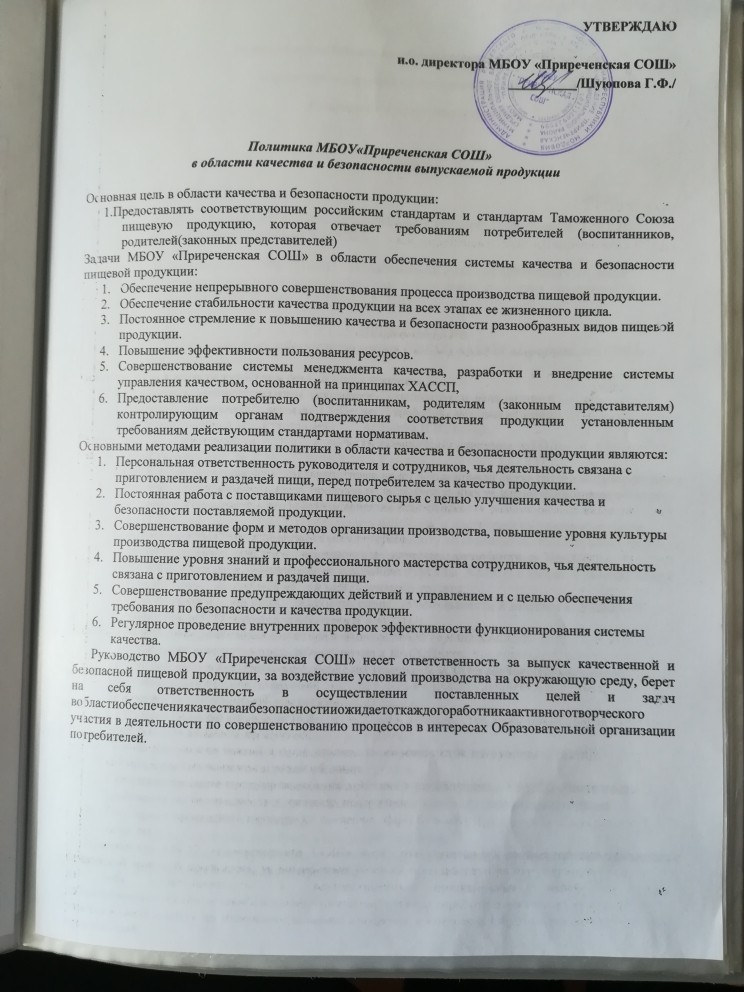 УТВЕРЖДАЮ
и.о. директора МБОУ «Приреченская СОШ»
/Шуюпова Г.Ф./
Политика МБОУ«Приреченская СОШ»
в области качества и безопасности выпускаемой продукции
Основная цель в области качества и безопасности продукции:
1.Предоставлять соответствующим российским стандартам и стандартам Таможенного Союза
пищевую продукцию, которая отвечает требованиям потребителей (воспитанников,
родителей(законных представителей)
Задачи МБОУ «Приреченская СОШ» в области обеспечения системы качества и безопасности
пищевой продукции:
1. Обеспечение непрерывного совершенствования процесса производства пищевой продукции.
2. Обеспечение стабильности качества продукции на всех этапах ее жизненного цикла.
3. Постоянное стремление к повышению качества и безопасности разнообразных видов пищевой
продукции.
4. Повышение эффективности пользования ресурсов.
5. Совершенствование системы менеджмента качества, разработки и внедрение системы
управления качеством, основанной на принципах ХАССП,
6. Предоставление потребителю (воспитанникам, родителям (законным представителям)
контролирующим органам подтверждения соответствия продукции установленным
требованиям действующим стандартами нормативам.
Основными методами реализации политики в области качества и безопасности продукции являются:
1. Персональная ответственность руководителя и сотрудников, чья деятельность связана с
приготовлением и раздачей пищи, перед потребителем за качество продукции.
2. Постоянная работа с поставщиками пищевого сырья с целью улучшения качества и
безопасности поставляемой продукции.
3. Совершенствование форм и методов организации производства, повышение уровня культуры
производства пищевой продукции.
4. Повышение уровня знаний и профессионального мастерства сотрудников, чья деятельность
связана с приготовлением и раздачей пищи.
5. Совершенствование предупреждающих действий и управлением и с целью обеспечения
требования по безопасности и качества продукции.
6. Регулярное проведение внутренних проверок эффективности функционирования системы
качества.
Руководство МБОУ «Приреченская СОШ» несет ответственность за выпуск качественной и
безопасной пищевой продукции, за воздействие условий производства на окружающую среду, берет
на себя ответственность в осуществлении поставленных целей и задач
вобластиобеспечениякачестваибезопасностииожидаетоткаждогоработникаактивноготворческого
участия в деятельности по совершенствованию процессов в интересах Образовательной организации
потребителей.